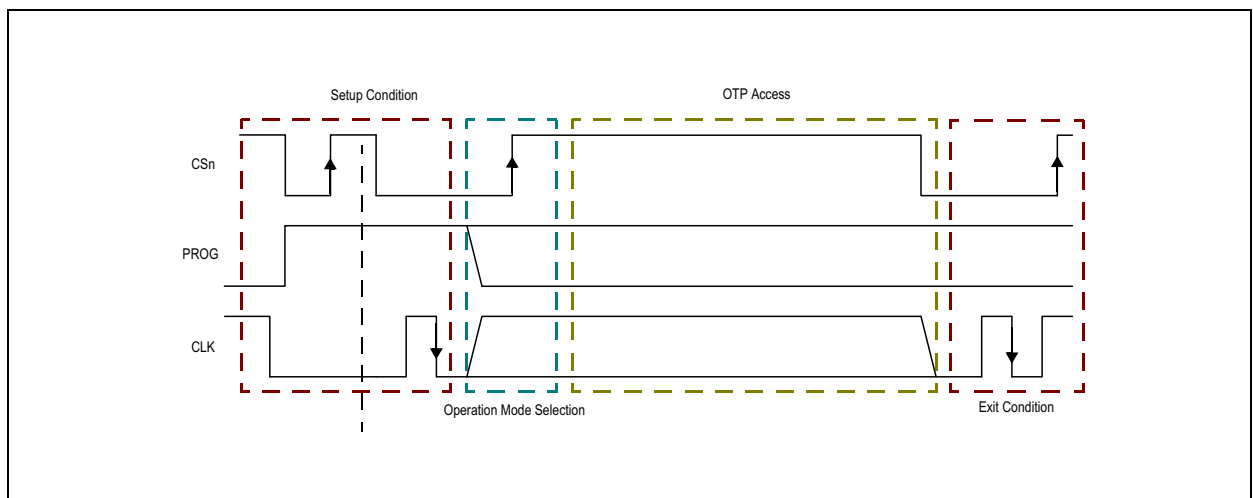 Setup Condition
OTP Access
CSn
PROG
CLK
Operation Mode Selection
Exit Condition